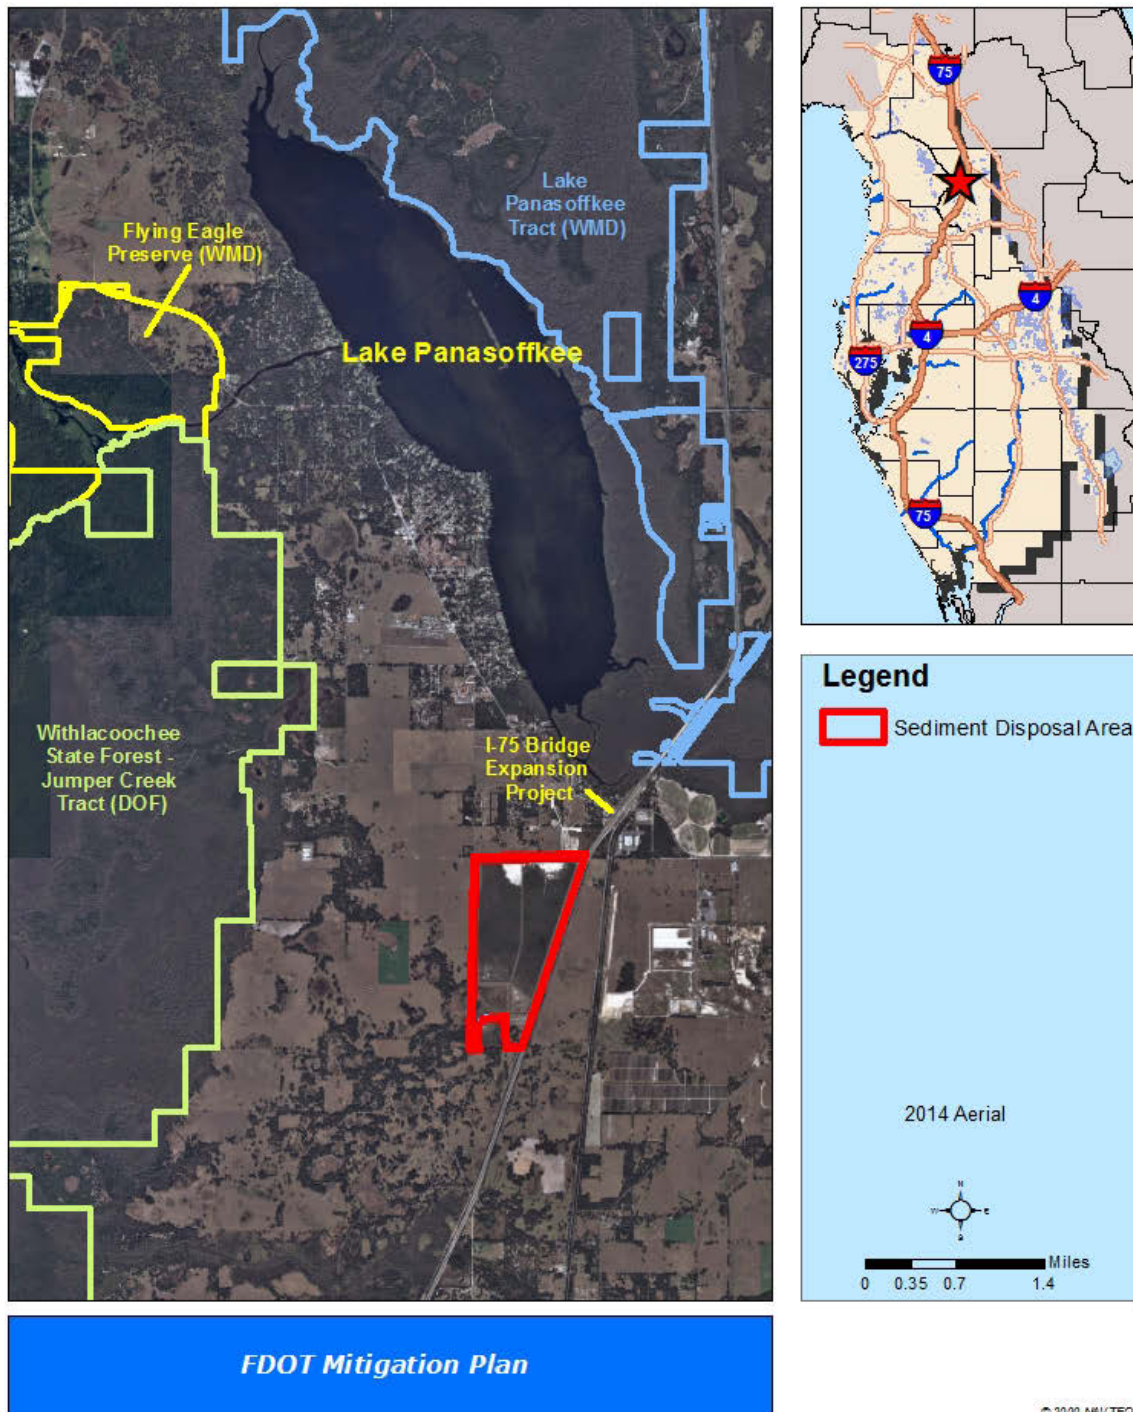 Lake
Panasoffkee
Tract (WMD)
Flying Eagle
Preserve (WMD)
Lake Panasoffkee
Withlacoochee
State Forest -
Jumper Creek
Tract (DOF)
I-75 Bridge
Expansion
Project
75
4
4
275
75
Legend
Sediment Disposal Area
2014 Aerial
N
W
E
S
Miles
0 0.35 0.7 1.4
FDOT Mitigation Plan